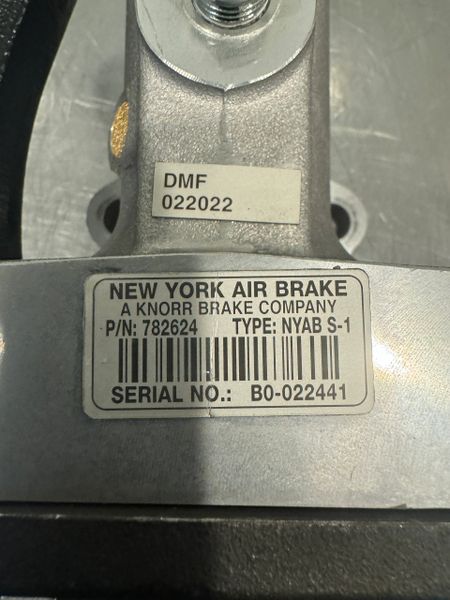 DMF
022022
NEW YORK AIR BRAKE
A KNORR BRAKE COMPANY
P/N: 782624 TYPE: NYAB S-1
SERIAL NO.: B0-022441